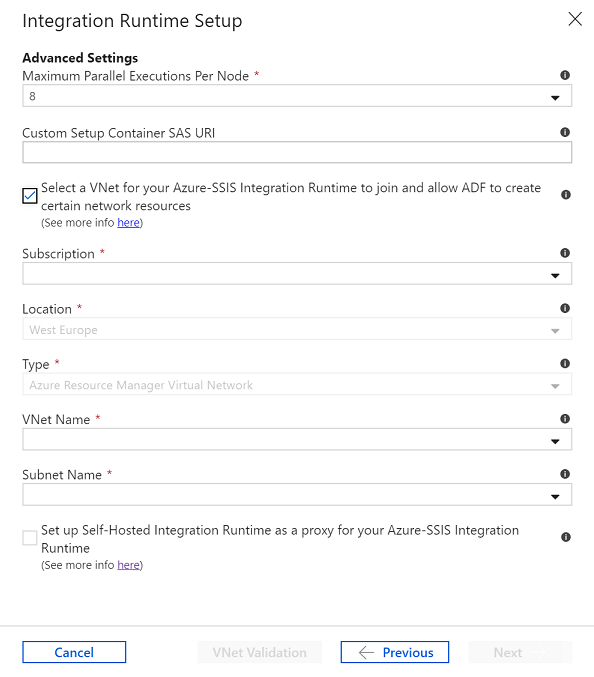 Integration Runtime Setup
Advanced Settings
Maximum Parallel Executions Per Node *
8
Custom Setup Container SAS URI
Select a VNet for your Azure-SSIS Integration Runtime to join and allow ADF to create
certain network resources
(See more info here)
Subscription *
Location *
West Europe
Type *
Azure Resource Manager Virtual Network
VNet Name *
Subnet Name *
Set up Self-Hosted Integration Runtime as a proxy for your Azure-SSIS Integration
Runtime
(See more info here)
Cancel VNet Validation Previous Next